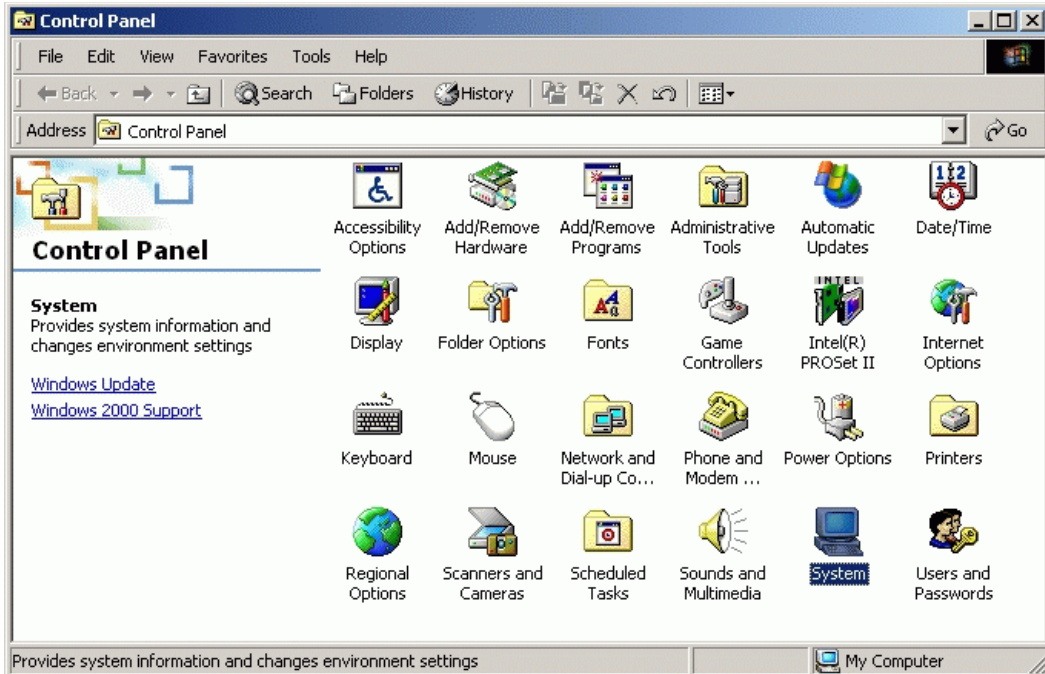 Control Panel
File Edit View Favorites Tools Help
Back Search Folders History
Address Control Panel Go
Control Panel
System
Provides system information and
changes environment settings
Windows Update
Windows 2000 Support
Accessibility
Options
Add/Remove
Hardware
Add/Remove
Programs
Administrative
Tools
Automatic
Updates
12
Date/Time
Display
Folder Options
Fonts
Game
Controllers
INTEL
Intel(R)
PROSet II
Internet
Options
Keyboard
Mouse
Network and
Dial-up Co...
Phone and
Modem ...
Power Options
Printers
Regional
Options
Scanners and
Cameras
Scheduled
Tasks
Sounds and
Multimedia
System
Users and
Passwords
Provides system information and changes environment settings My Computer